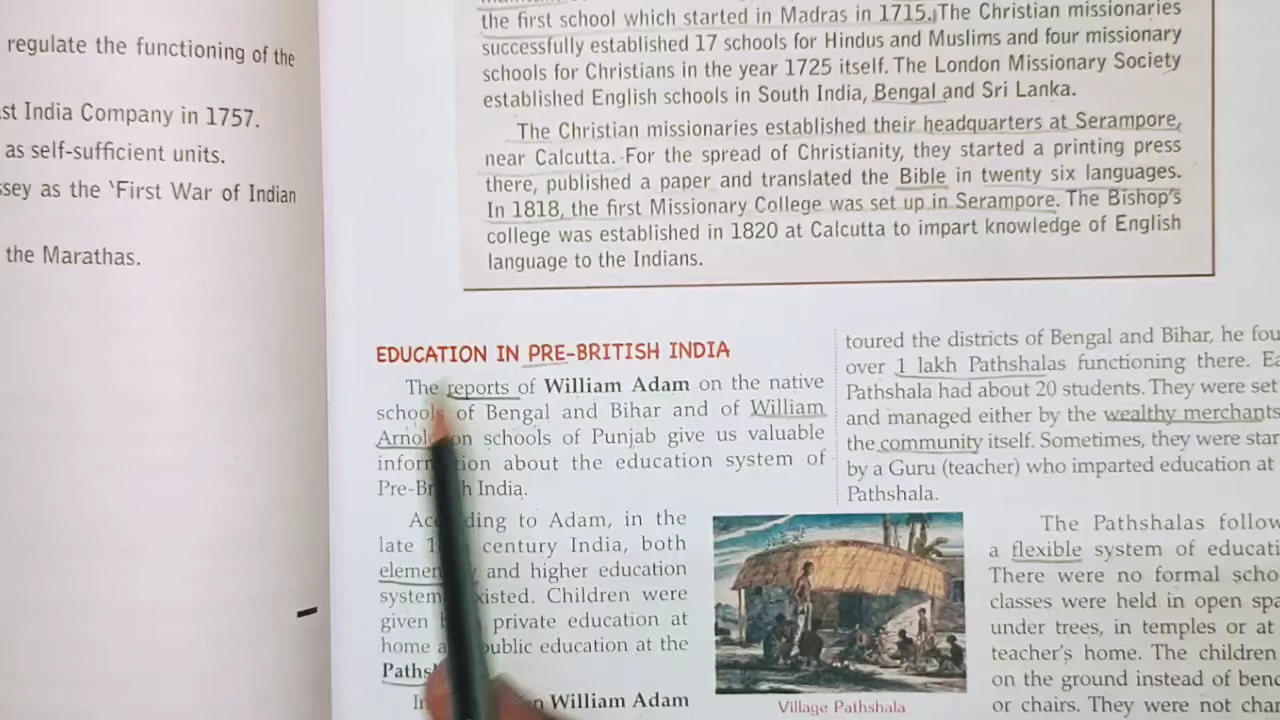 regulate the functioning of the
st India Company in 1757.
as self-sufficient units.
ssey as the 'First War of Indian
the Marathas.
the first school which started in Madras in 1715. The Christian missionaries
successfully established 17 schools for Hindus and Muslims and four missionary
schools for Christians in the year 1725 itself. The London Missionary Society
established English schools in South India, Bengal and Sri Lanka.
The Christian missionaries established their headquarters at Serampore,
near Calcutta. For the spread of Christianity, they started a printing press
there, published a paper and translated the Bible in twenty six languages.
In 1818, the first Missionary College was set up in Serampore. The Bishop's
college was established in 1820 at Calcutta to impart knowledge of English
language to the Indians.
EDUCATION IN PRE-BRITISH INDIA
The reports of William Adam on the native
schools of Bengal and Bihar and of William
Arnol on schools of Punjab give us valuable
information about the education system of
Pre-British India.
According to Adam, in the
late century India, both
elemen and higher education
system existed. Children were
given private education at
home a public education at the
Paths
In William Adam
toured the districts of Bengal and Bihar, he fou
over 1 lakh Pathshalas functioning there. Ea
Pathshala had about 20 students. They were set
and managed either by the wealthy merchants
the community itself. Sometimes, they were star
by a Guru (teacher) who imparted education at
Pathshala.
Village Pathshala
The Pathshalas follow
a flexible system of educati
There were no formal scho
classes were held in open spa
under trees, in temples or at
teacher's home. The children
on the ground instead of benc
or chairs. They were not char